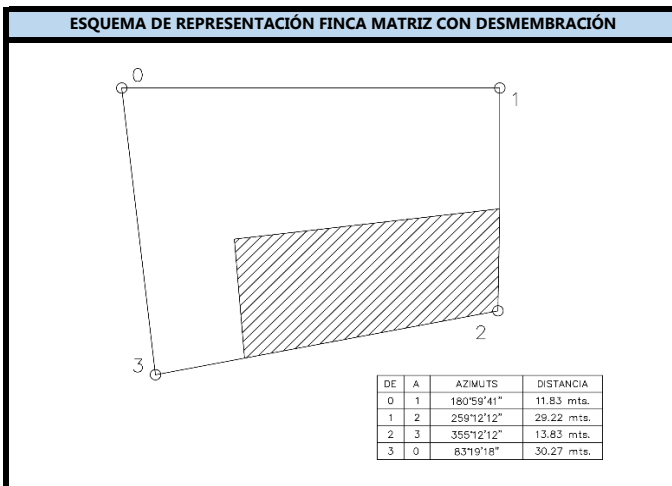 ESQUEMA DE REPRESENTACIÓN FINCA MATRIZ CON DESMEMBRACIÓN
0
1
2
3
DE A AZIMUTS DISTANCIA
0 1 180°59'41" 11.83 mts.
1 2 259°12'12" 29.22 mts.
2 3 355°12'12" 13.83 mts.
3 0 83°19'18" 30.27 mts.